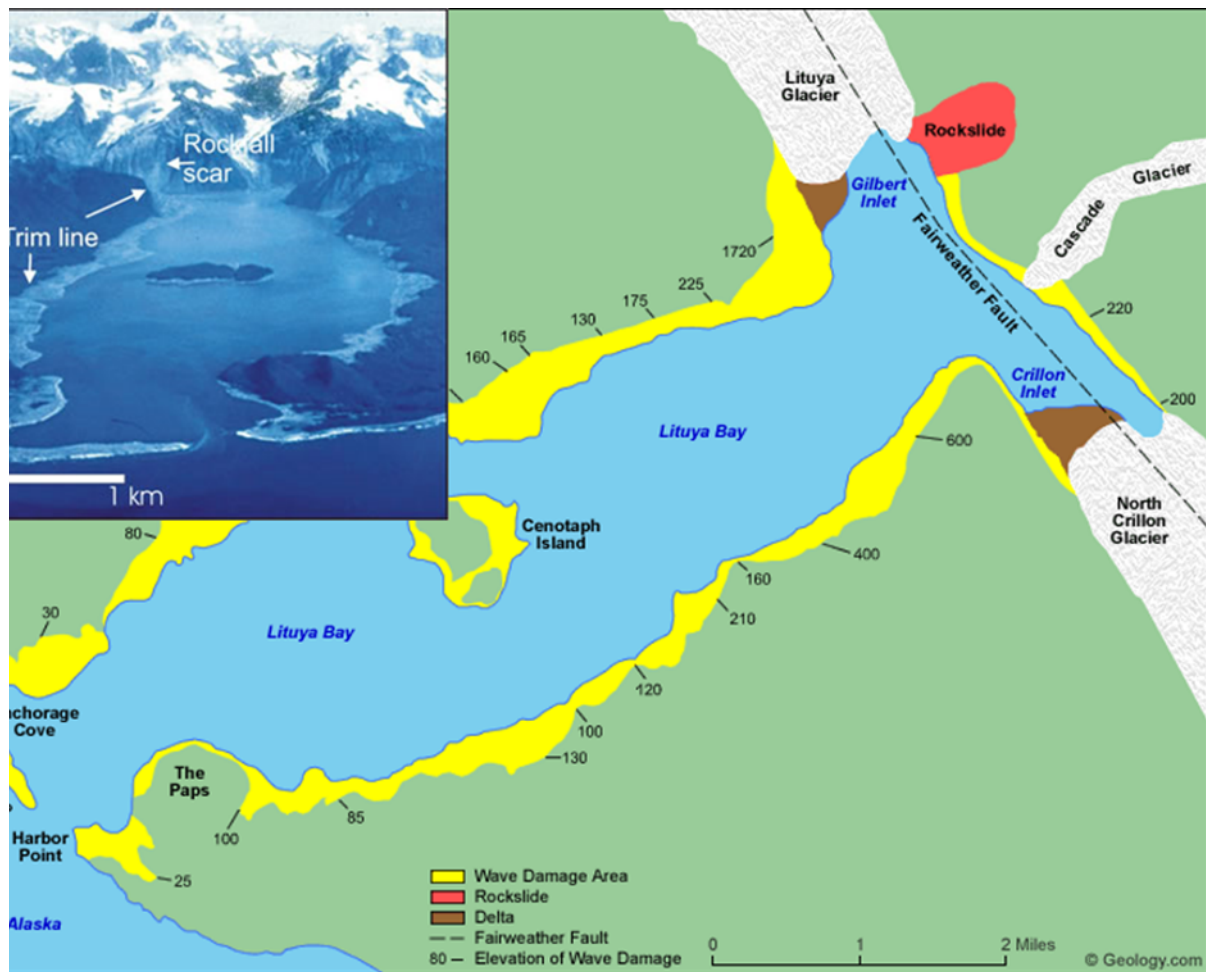 Rockfall
scar
Trim line
1 km
Lituya
Glacier
Rockslide
Glacier
Cascade
Gilbert
Inlet
Fairweather Fault
1720
225
175
130
165
160
220
200
Crillon
Inlet
Lituya Bay
600
North
Crillon
Glacier
Cenotaph
Island
80
400
160
210
30
Lituya Bay
120
100
130
nchorage
Cove
The
Paps
85
100
Harbor
Point
25
Alaska
Wave Damage Area
Rockslide
Delta
Fairweather Fault
80 — Elevation of Wave Damage
0 1 2 Miles
© Geology.com